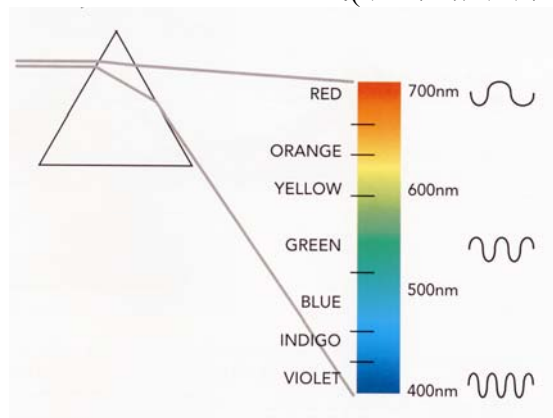 RED 700nm
ORANGE
YELLOW 600nm
GREEN
500nm
BLUE
INDIGO
VIOLET 400nm